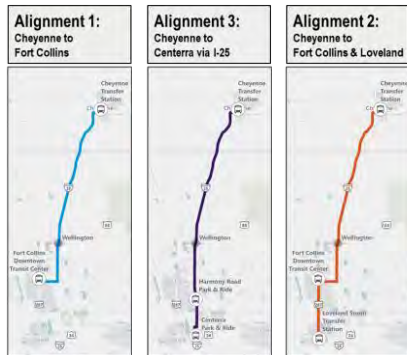 Alignment 1:
Cheyenne to
Fort Collins
Cheyenne
Transfer
Station
Wellington
Fort Collins
Downtown
Transit Center
Alignment 3:
Cheyenne to
Centerra via I-25
Cheyenne
Transfer
Station
Wellington
Harmony Road
Park & Ride
Centerra
Park & Ride
Alignment 2:
Cheyenne to
Fort Collins & Loveland
Cheyenne
Transfer
Station
Wellington
Fort Collins
Downtown
Transit Center
Transfer
Station